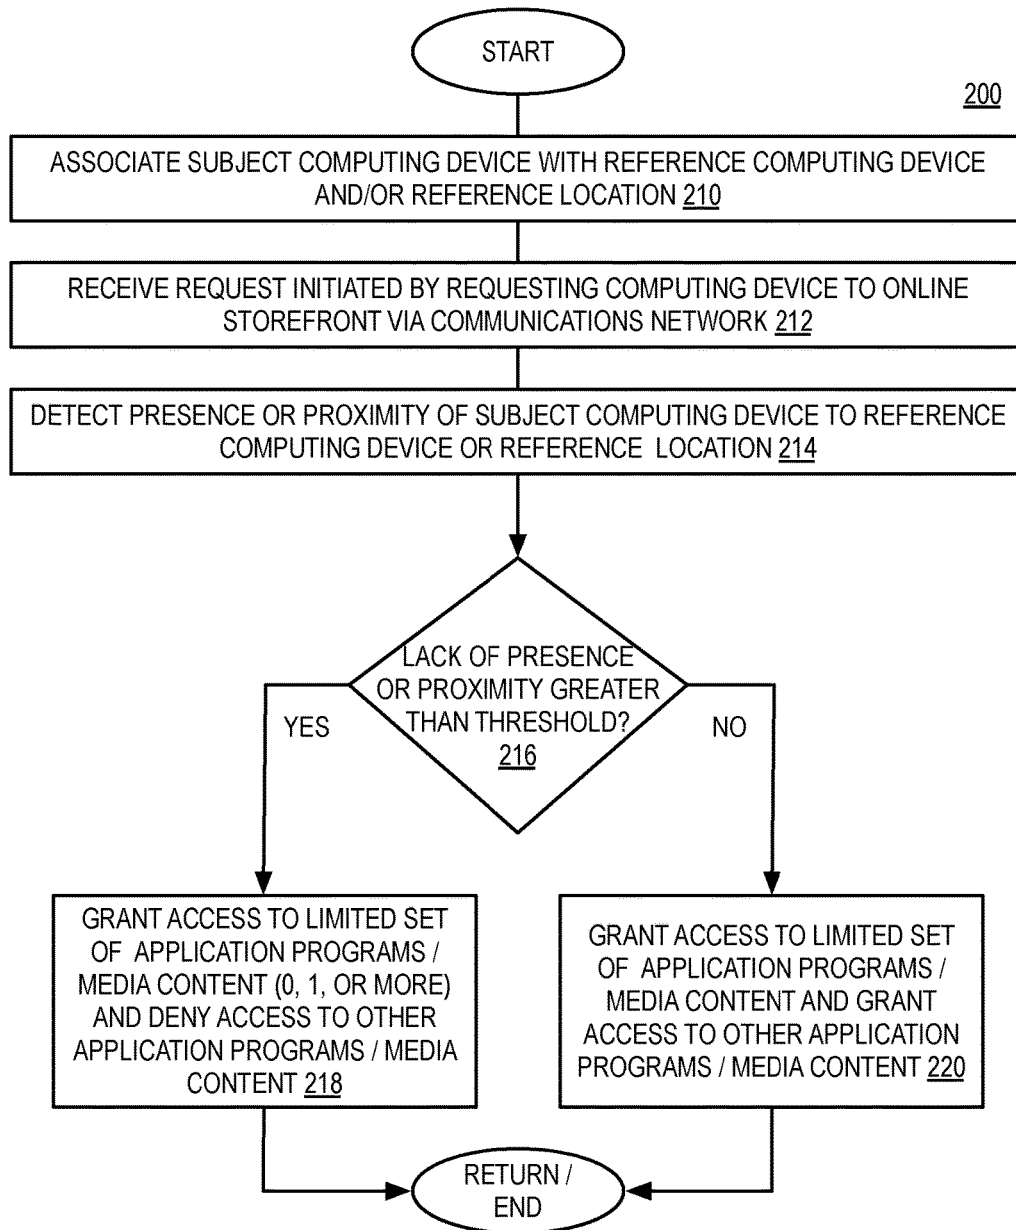 START
200
ASSOCIATE SUBJECT COMPUTING DEVICE WITH REFERENCE COMPUTING DEVICE
AND/OR REFERENCE LOCATION 210
RECEIVE REQUEST INITIATED BY REQUESTING COMPUTING DEVICE TO ONLINE
STOREFRONT VIA COMMUNICATIONS NETWORK 212
DETECT PRESENCE OR PROXIMITY OF SUBJECT COMPUTING DEVICE TO REFERENCE
COMPUTING DEVICE OR REFERENCE LOCATION 214
LACK OF PRESENCE
OR PROXIMITY GREATER
THAN THRESHOLD?
216
YES
NO
GRANT ACCESS TO LIMITED SET
OF APPLICATION PROGRAMS /
MEDIA CONTENT (0, 1, OR MORE)
AND DENY ACCESS TO OTHER
APPLICATION PROGRAMS / MEDIA
CONTENT 218
GRANT ACCESS TO LIMITED SET
OF APPLICATION PROGRAMS /
MEDIA CONTENT AND GRANT
ACCESS TO OTHER APPLICATION
PROGRAMS / MEDIA CONTENT 220
RETURN /
END